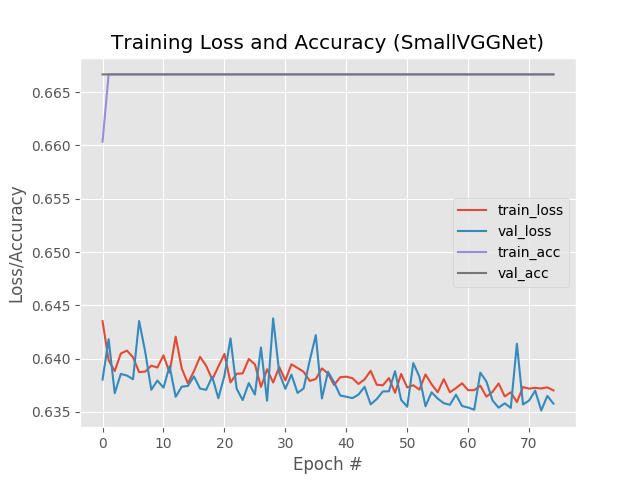 Training Loss and Accuracy (SmallVGGNet)
Loss/Accuracy
0.665
0.660
0.655
0.650
0.645
0.640
0.635
train_loss
val_loss
train_acc
val_acc
0 10 20 30 40 50 60 70
Epoch #